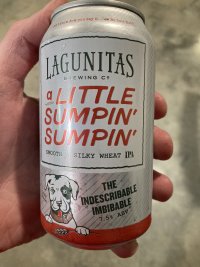 LAGUNITAS
BREWING CO
a LITTLE
SUMPIN'
SUMPIN'
SMOOTH SILKY WHEAT IPA
THE
INDESCRIBABLE
IMBIBABLE
7.5% ABV